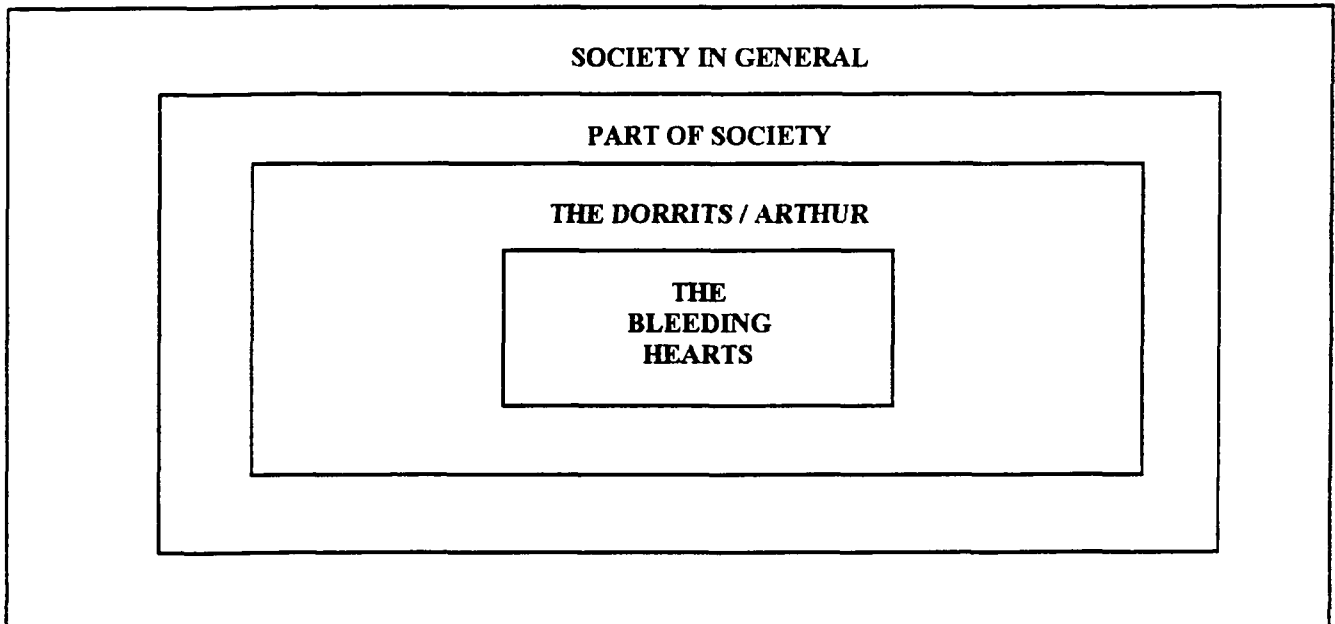 SOCIETY IN GENERAL
PART OF SOCIETY
THE DORRITS / ARTHUR
THE
BLEEDING
HEARTS